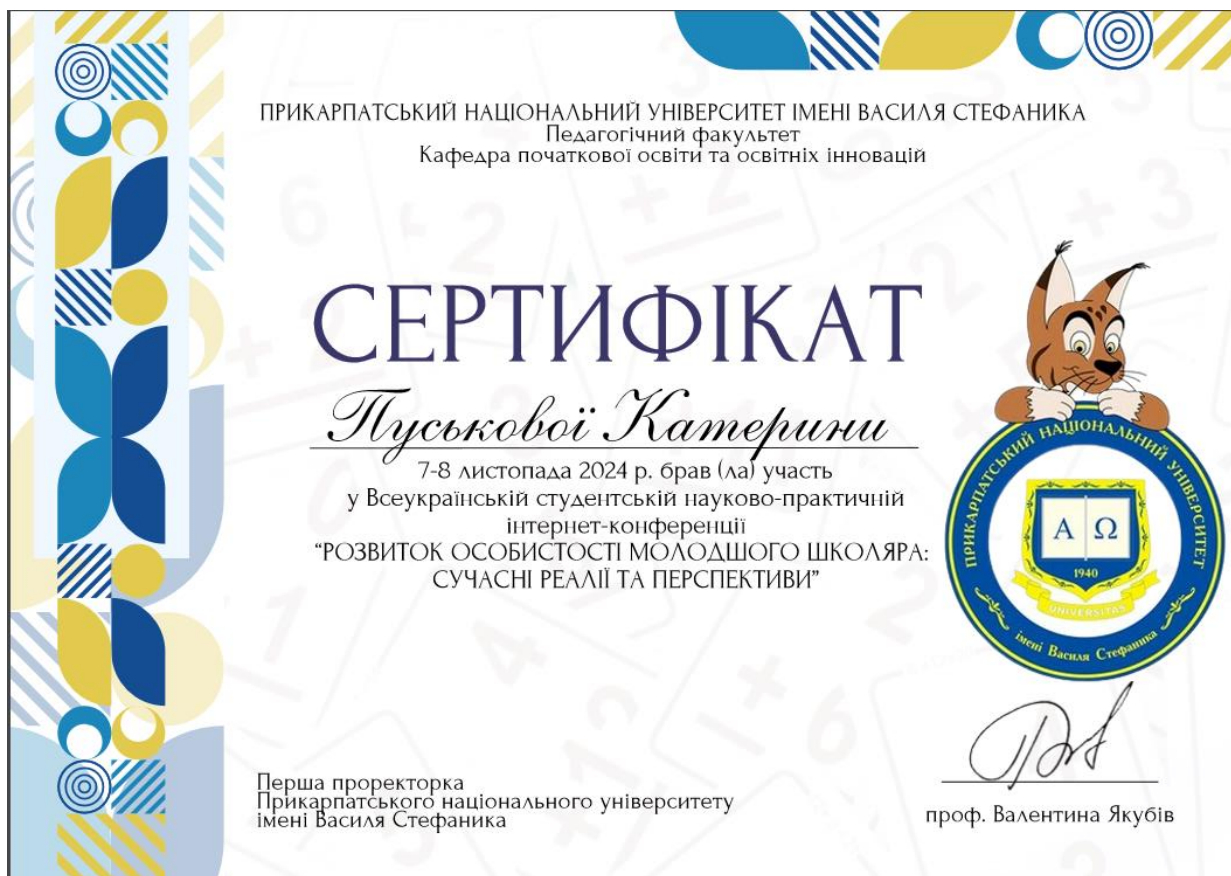 ПРИКАРПАТСЬКИЙ НАЦІОНАЛЬНИЙ УНІВЕРСИТЕТ ІМЕНІ ВАСИЛЯ СТЕФАНИКА
Педагогічний факультет
Кафедра початкової освіти та освітніх інновацій
СЕРТИФІКАТ
Пуськової Катерини
7-8 листопада 2024 р. брав (ла) участь
у Всеукраїнській студентській науково-практичній
інтернет-конференції
“РОЗВИТОК ОСОБИСТОСТІ МОЛОДШОГО ШКОЛЯРА:
СУЧАСНІ РЕАЛІЇ ТА ПЕРСПЕКТИВИ”
ПРИКАРПАТСЬКИЙ НАЦІОНАЛЬНИЙ УНІВЕРСИТЕТ
Α Ω
1940
UNIVERSITAS
імені Василя Стефаника
Перша проректорка
Прикарпатського національного університету
імені Василя Стефаника
проф. Валентина Якубів